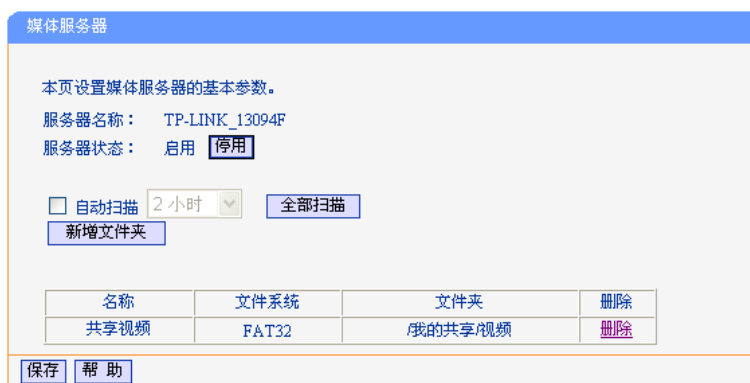 媒体服务器
本页设置媒体服务器的基本参数。
服务器名称： TP-LINK_13094F
服务器状态： 启用 停用
自动扫描 2 小时 全部扫描
新增文件夹
名称 文件系统 文件夹 删除
共享视频 FAT32 /我的共享/视频 删除
保存 帮 助